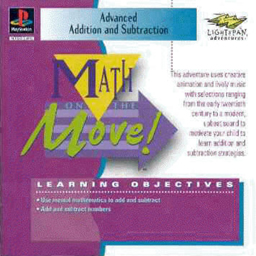 Advanced
Addition and Subtraction
PlayStation
LIGHTSPAN
adventures
MATH
ON THE
Move!
This adventure uses creative
animation and lively music
with selections ranging
from the early twentieth
century to a modern,
upbeat sound to
motivate your child to
learn addition and
subtraction strategies.
LEARNING OBJECTIVES
• Use mental mathematics to add and subtract
• Add and subtract numbers